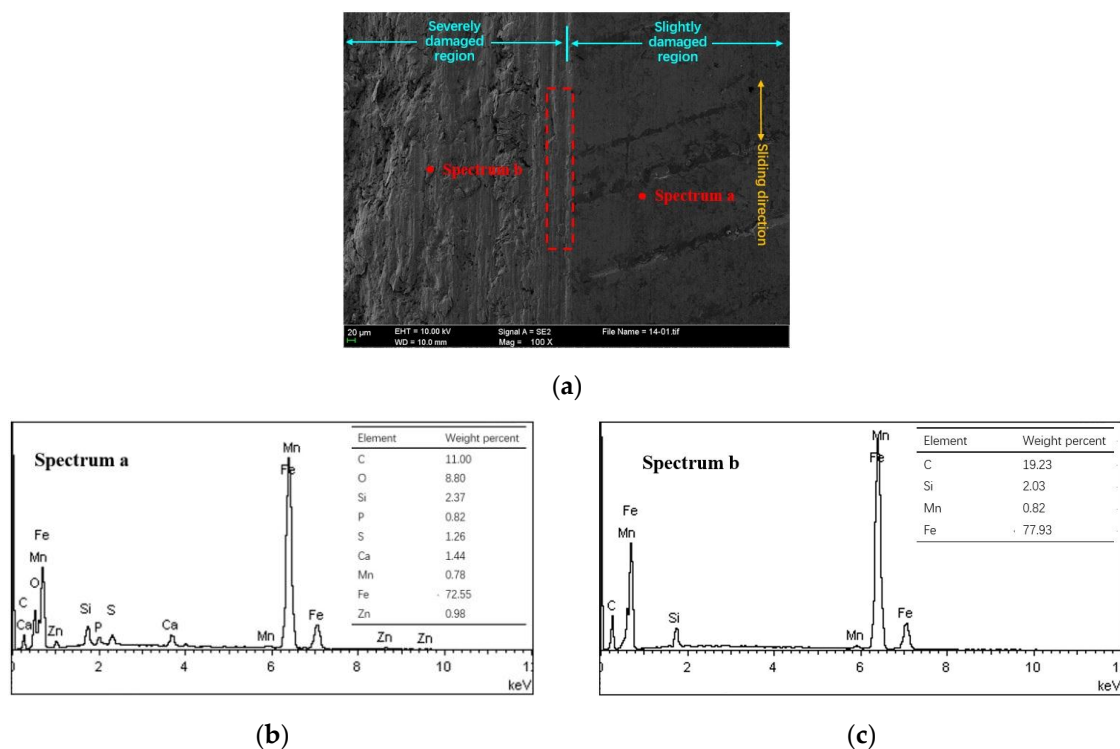 Severely
damaged
region
Slightly
damaged
region
Sliding direction
Spectrum b
Spectrum a
20 μm
EHT = 10.00 kV
Signal A = SE2
File Name = 14-01.tif
WD = 10.0 mm
Mag = 100 X
(a)
Spectrum a
Element Weight percent
C 11.00
O 8.80
Si 2.37
P 0.82
S 1.26
Ca 1.44
Mn 0.78
Fe 72.55
Zn 0.98
Mn
Fe
Fe
Mn
O
C
Ca
Zn
Si
P
S
Ca
Mn
Fe
Zn
Zn
0 2 4 6 8 10 1
keV
(b)
Spectrum b
Element Weight percent
C 19.23
Si 2.03
Mn 0.82
Fe 77.93
Mn
Fe
Fe
Mn
C
Si
Mn
Fe
0 2 4 6 8 10 1
keV
(c)